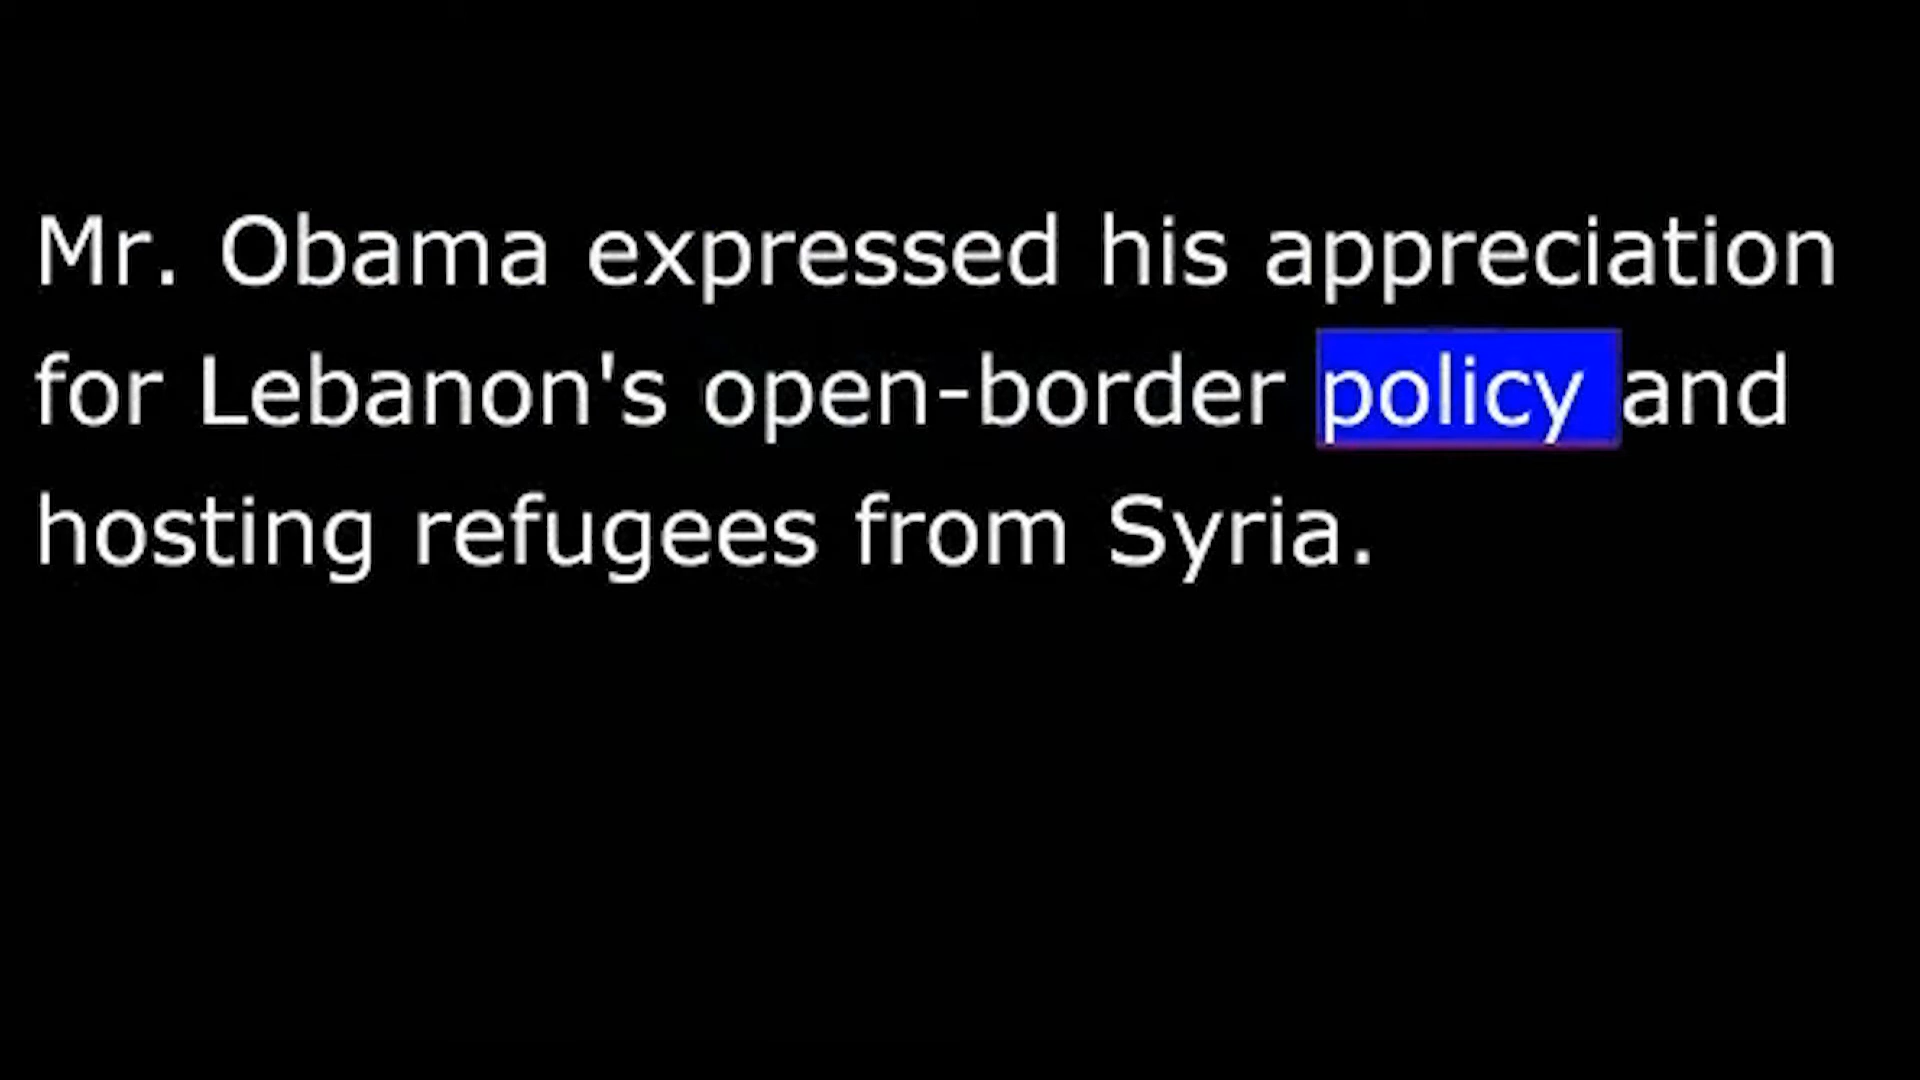 Mr. Obama expressed his appreciation
for Lebanon's open-border policy and
hosting refugees from Syria.